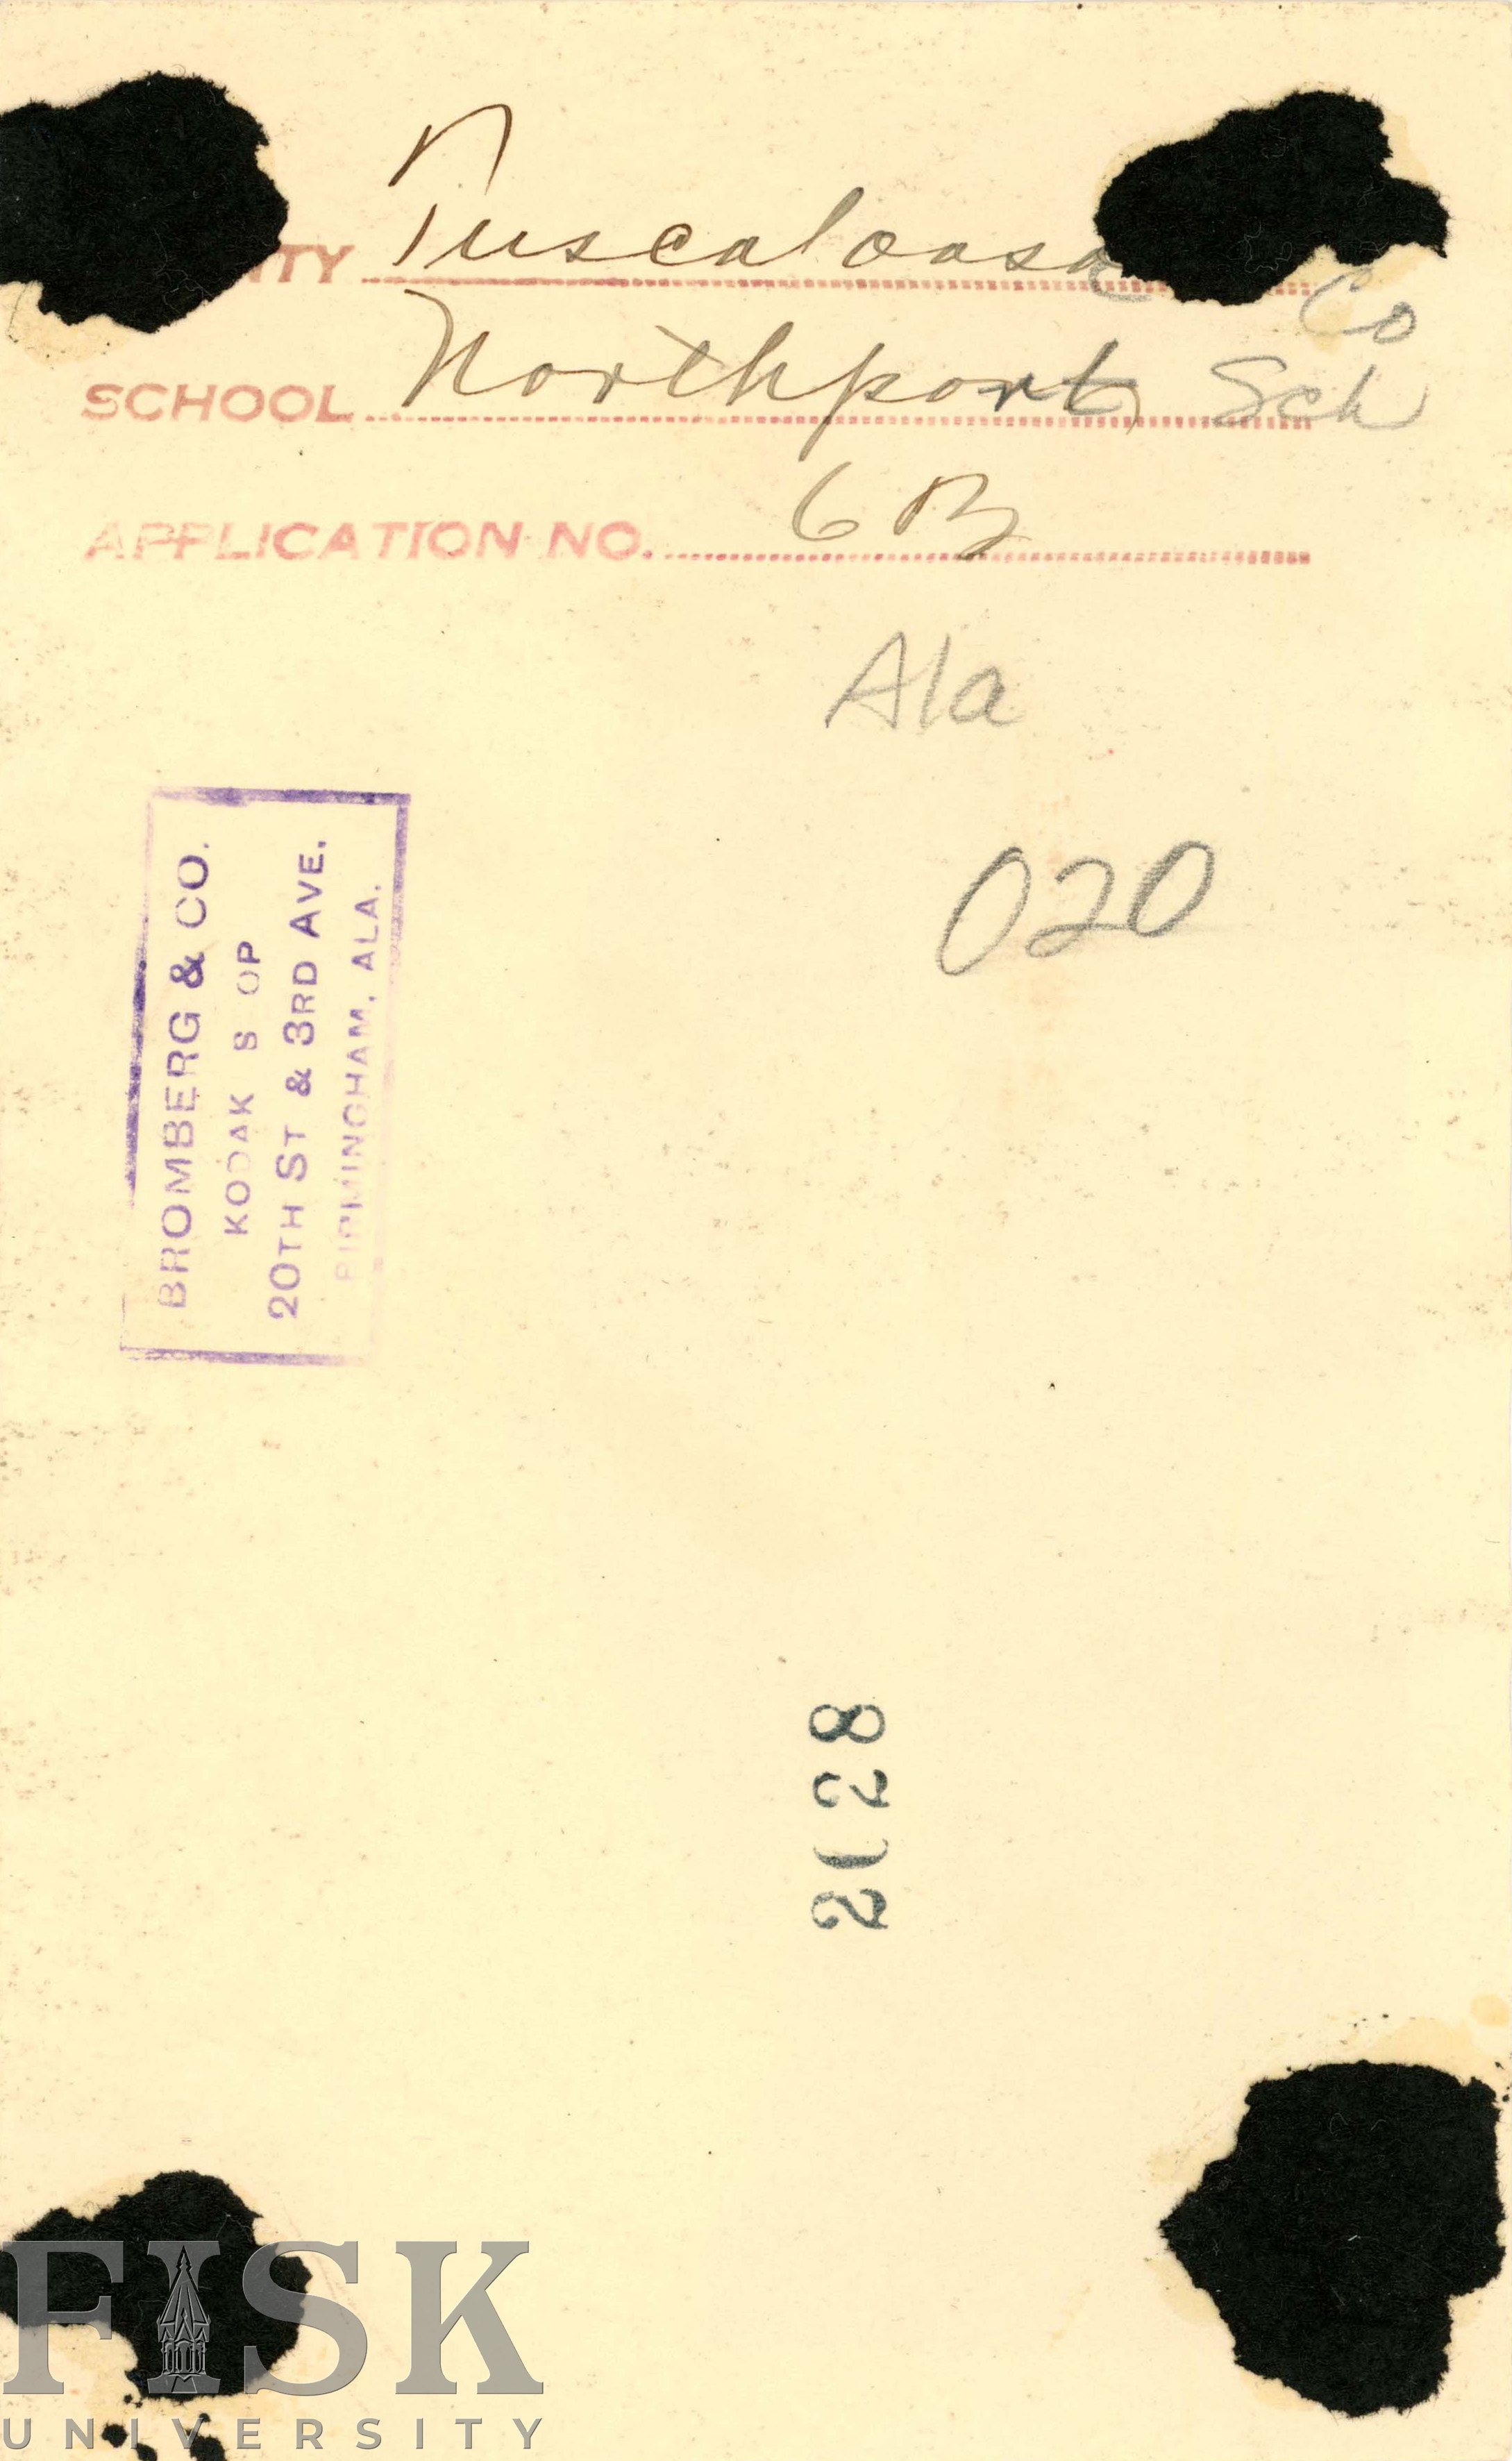 TY Tuscaloosa Co
SCHOOL Northport Sch
APPLICATION NO. 6B
Ala
020
BROMBERG & CO.
KODAK S OP
20TH ST & 3RD AVE.
BIRMINGHAM, ALA.
2128
FISK
UNIVERSITY